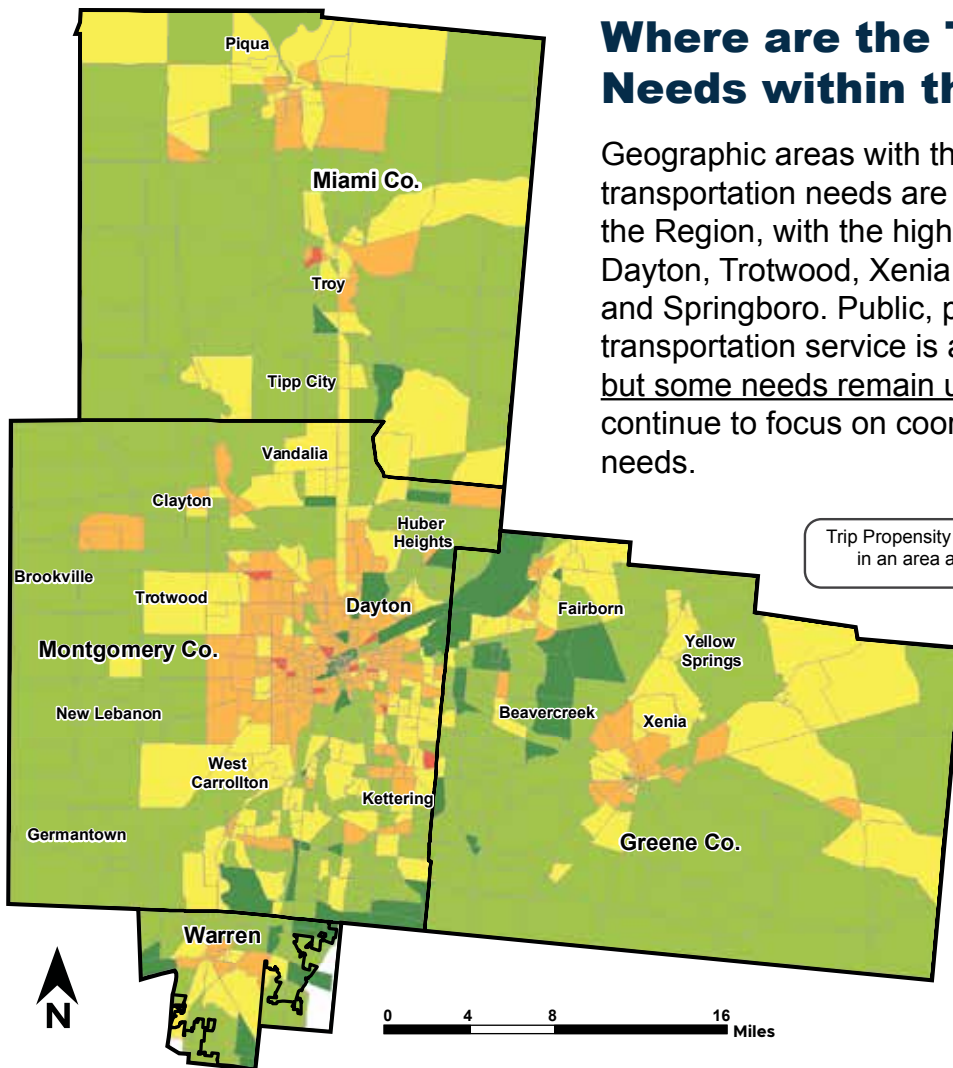 Where are the T
Needs within th
Geographic areas with th
transportation needs are
the Region, with the high
Dayton, Trotwood, Xenia
and Springboro. Public, p
transportation service is a
but some needs remain u
continue to focus on coor
needs.
Trip Propensity
in an area a
Piqua
Miami Co.
Troy
Tipp City
Vandalia
Clayton
Huber
Heights
Brookville
Trotwood
Dayton
Fairborn
Montgomery Co.
Yellow
Springs
New Lebanon
Beavercreek
Xenia
West
Carrollton
Kettering
Germantown
Greene Co.
Warren
N
0 4 8 16
Miles